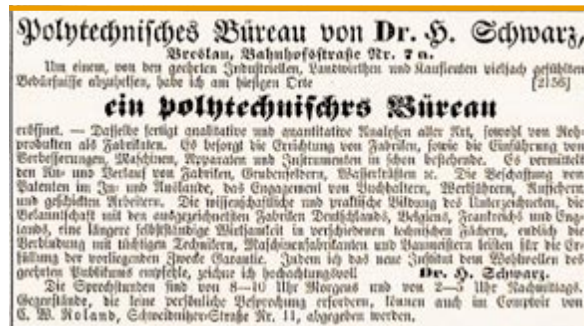 Polytechnisches Büreau von Dr. H. Schwarz,
Breslau, Bahnhofsstraße Nr. 7 a.
Um einem, von den geehrten Industriellen, Landwirthen und Kaufleuten vielfach gefühlten
Bedürfnisse abzuhelfen, habe ich am hiesigen Orte [2156]
ein polytechnischrs Büreau
eröffnet. — Dasselbe fertigt qualitative und quantitative Analysen aller Art, sowohl von Roh-
produkten als Fabrikaten. Es besorgt die Errichtung von Fabriken, sowie die Einführung von
Verbesserungen, Maschinen, Apparaten und Instrumenten in schon bestehende. Es vermittelt
den An- und Verkauf von Fabriken, Grubenfeldern, Wasserkräften ꝛc. Die Beschaffung von
Patenten im In- und Auslande, das Engagement von Buchhaltern, Werkführern, Aufsehern
und geschickten Arbeitern. Die wissenschaftliche und praktische Bildung des Unterzeichneten, die
Bekanntschaft mit den ausgezeichnetsten Fabriken Deutschlands, Belgiens, Frankreichs und Eng-
lands, eine längere selbstständige Wirksamkeit in verschiedenen technischen Fächern, endlich die
Verbindung mit tüchtigen Technikern, Maschinenfabrikanten und Baumeistern leisten für die Er-
füllung der vorliegenden Zwecke Garantie. Indem ich das neue Institut dem Wohlwollen des
geehrten Publikums empfehle, zeichne ich hochachtungsvoll Dr. H. Schwarz.
Die Sprechstunden sind von 8—10 Uhr Morgens und von 2—3 Uhr Nachmittags.
Gegenstände, die keine persönliche Besprechung erfordern, können auch im Comptoir von
C. W. Roland, Schweidnitzer-Straße Nr. 11, abgegeben werden.